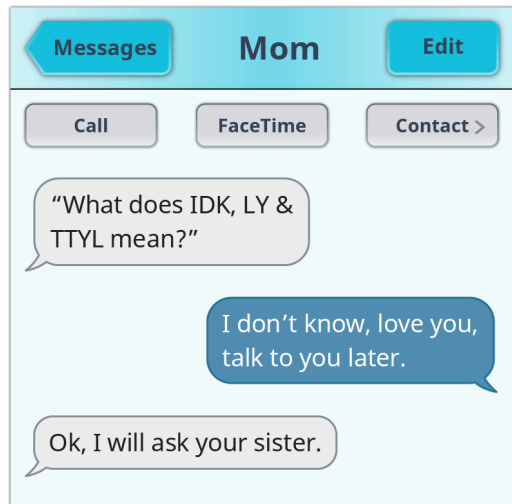 Messages Mom Edit
Call FaceTime Contact >
“What does IDK, LY &
TTYL mean?”
I don’t know, love you,
talk to you later.
Ok, I will ask your sister.